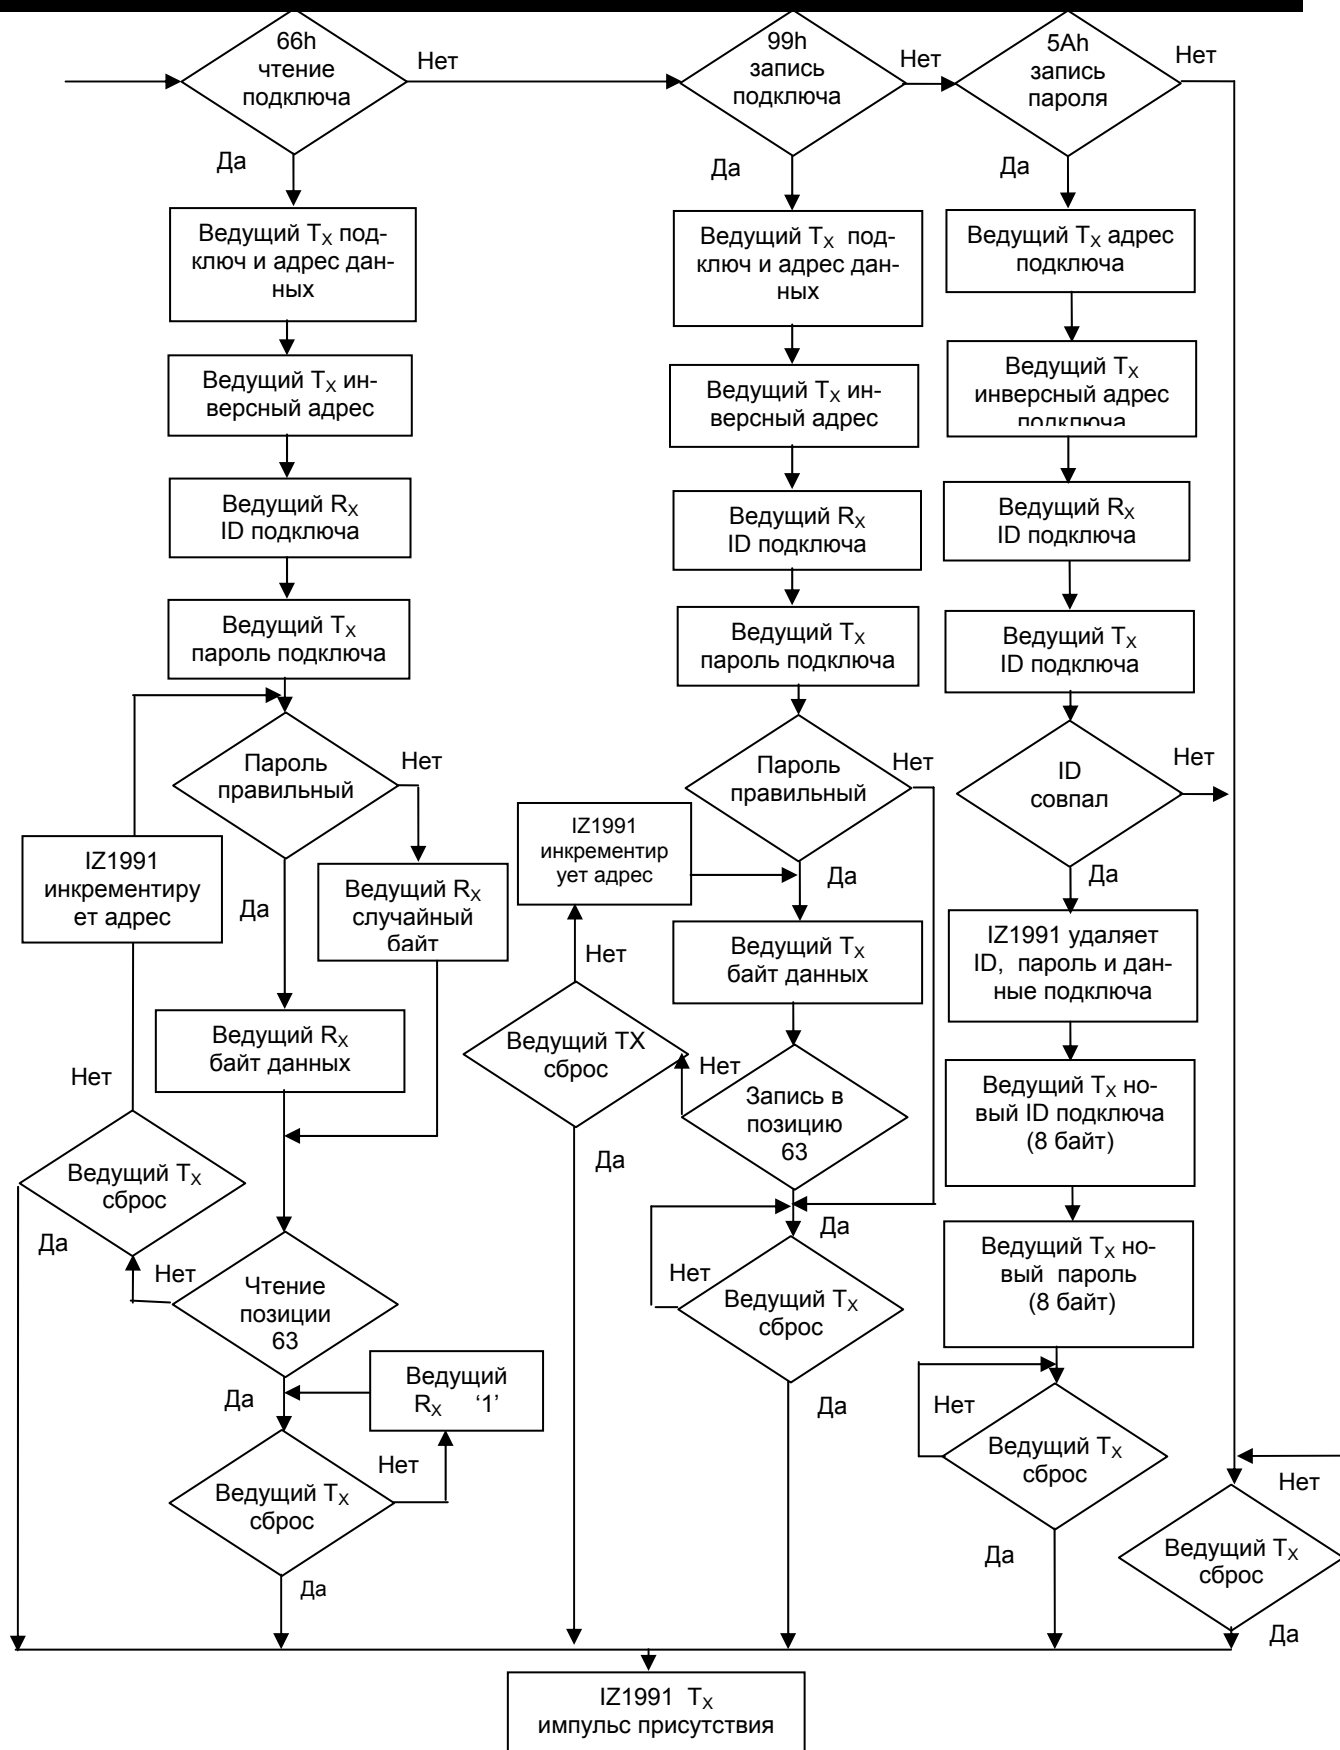 66h
чтение
подключа
Нет
Да
Ведущий TX под-
ключ и адрес дан-
ных
Ведущий TX ин-
версный адрес
Ведущий RX
ID подключа
Ведущий TX
пароль подключа
Пароль
правильный
Нет
Да
IZ1991
инкрементиру
ет адрес
Ведущий RX
случайный
байт
Ведущий RX
байт данных
Нет
Ведущий TX
сброс
Да
Нет
Чтение
позиции
63
Да
Ведущий
RX ‘1’
Ведущий TX
сброс
Нет
Да
99h
запись
подключа
Нет
Да
Ведущий TX под-
ключ и адрес дан-
ных
Ведущий TX ин-
версный адрес
Ведущий RX
ID подключа
Ведущий TX
пароль подключа
Пароль
правильный
Нет
Да
IZ1991
инкрементир
ует адрес
Нет
Ведущий TX
байт данных
Ведущий TX
сброс
Нет
Да
Запись в
позицию
63
Да
Нет
Ведущий TX
сброс
Да
5Ah
запись
пароля
Нет
Да
Ведущий TX адрес
подключа
Ведущий TX
инверсный адрес
подключа
Ведущий RX
ID подключа
Ведущий TX
ID подключа
ID
совпал
Нет
Да
IZ1991 удаляет
ID, пароль и дан-
ные подключа
Ведущий TX но-
вый ID подключа
(8 байт)
Ведущий TX но-
вый пароль
(8 байт)
Нет
Ведущий TX
сброс
Да
Нет
Ведущий TX
сброс
Да
IZ1991 TX
импульс присутствия